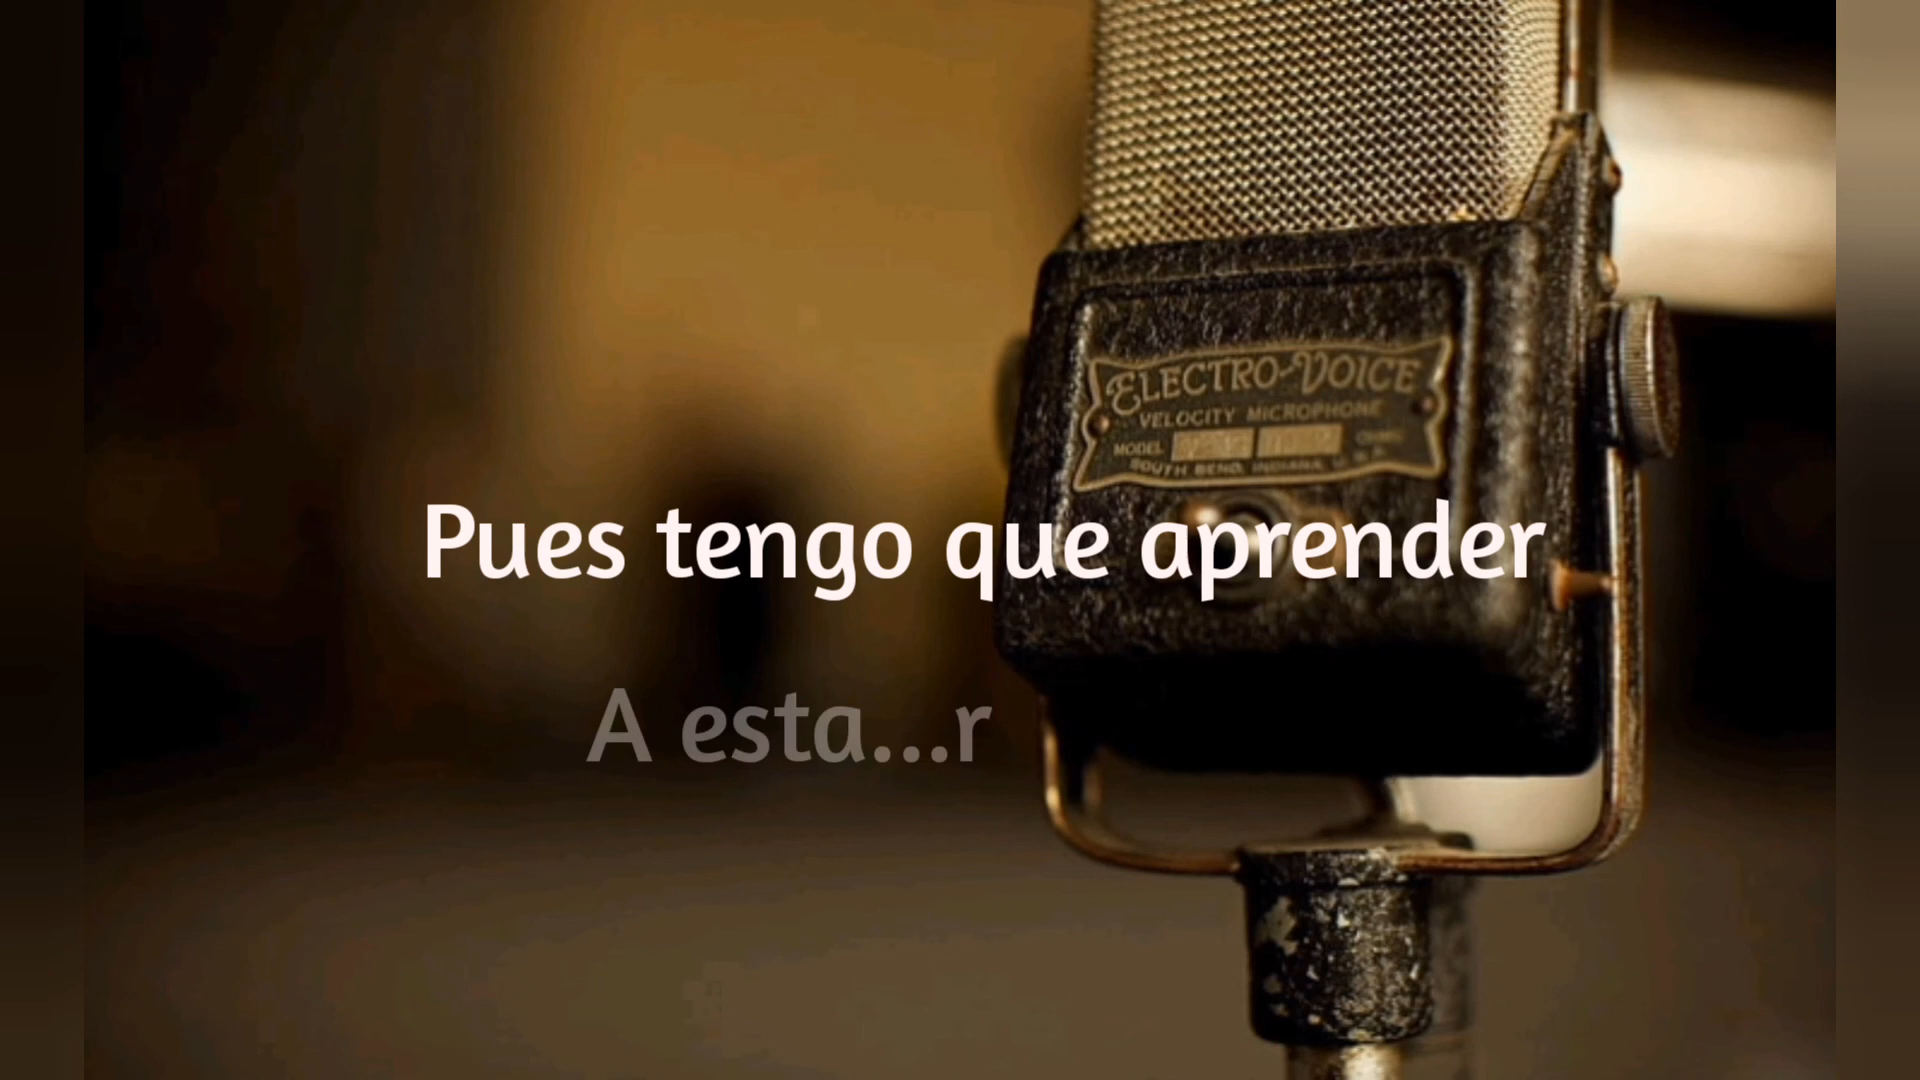 ELECTRO-VOICE
VELOCITY MICROPHONE
MODEL
SOUTH BEND, INDIANA, U.S.A.
Pues tengo que aprender
A esta...r